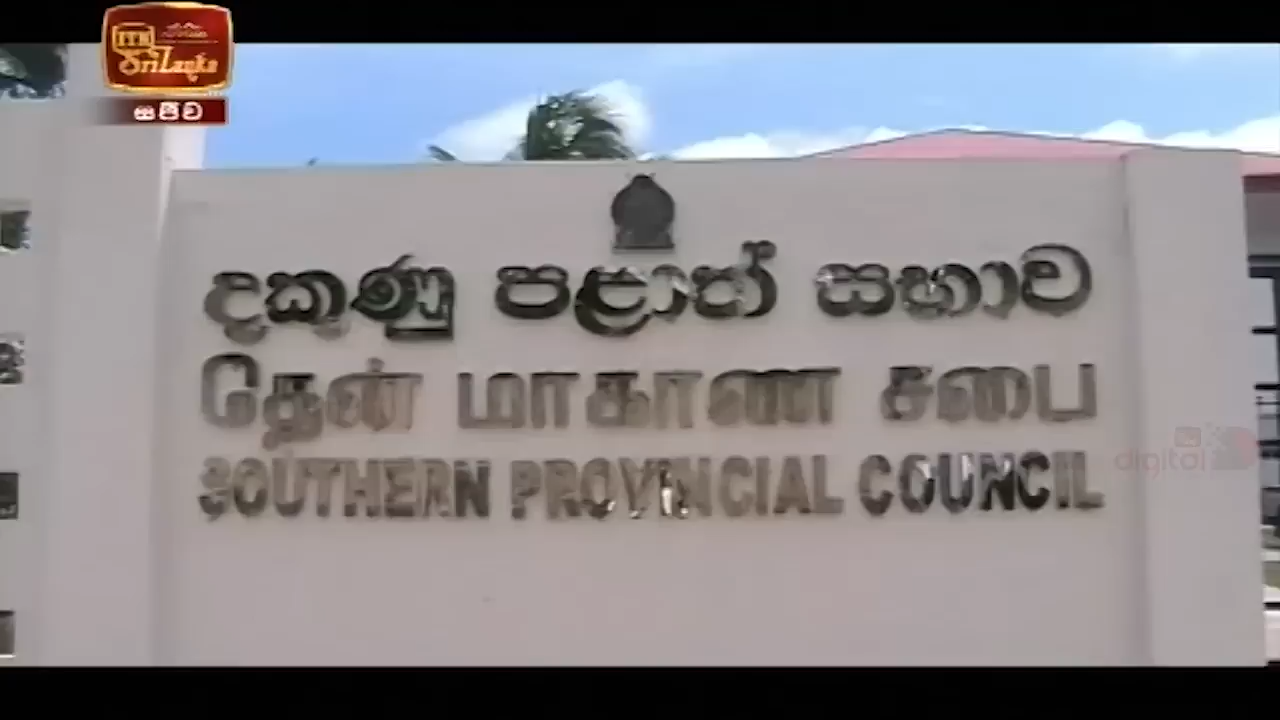 ITN
Sri Lanka
සජීව
දකුණු පළාත් සභාව
தென் மாகாண சபை
SOUTHERN PROVINCIAL COUNCIL
digital